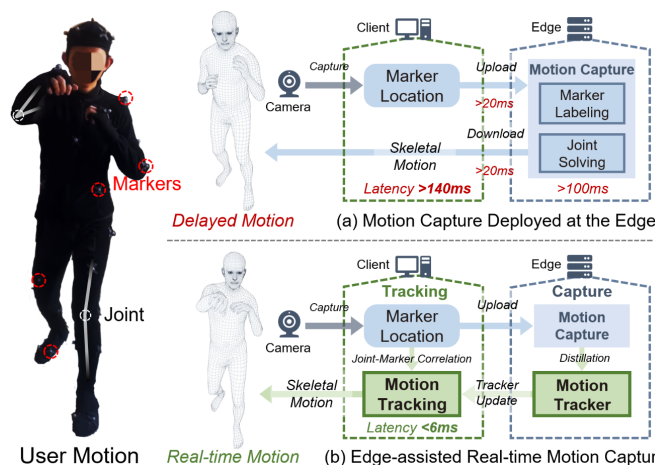 Client
Edge
Capture
Camera
Marker
Location
Upload
>20ms
Motion Capture
Marker
Labeling
Joint
Solving
Download
Skeletal
Motion
>20ms
Latency >140ms
>100ms
Delayed Motion
(a) Motion Capture Deployed at the Edge
Markers
Joint
User Motion
Client
Edge
Tracking
Capture
Capture
Camera
Marker
Location
Upload
Motion
Capture
Joint-Marker Correlation
Distillation
Skeletal
Motion
Motion
Tracking
Tracker
Update
Motion
Tracker
Latency <6ms
Real-time Motion
(b) Edge-assisted Real-time Motion Captur